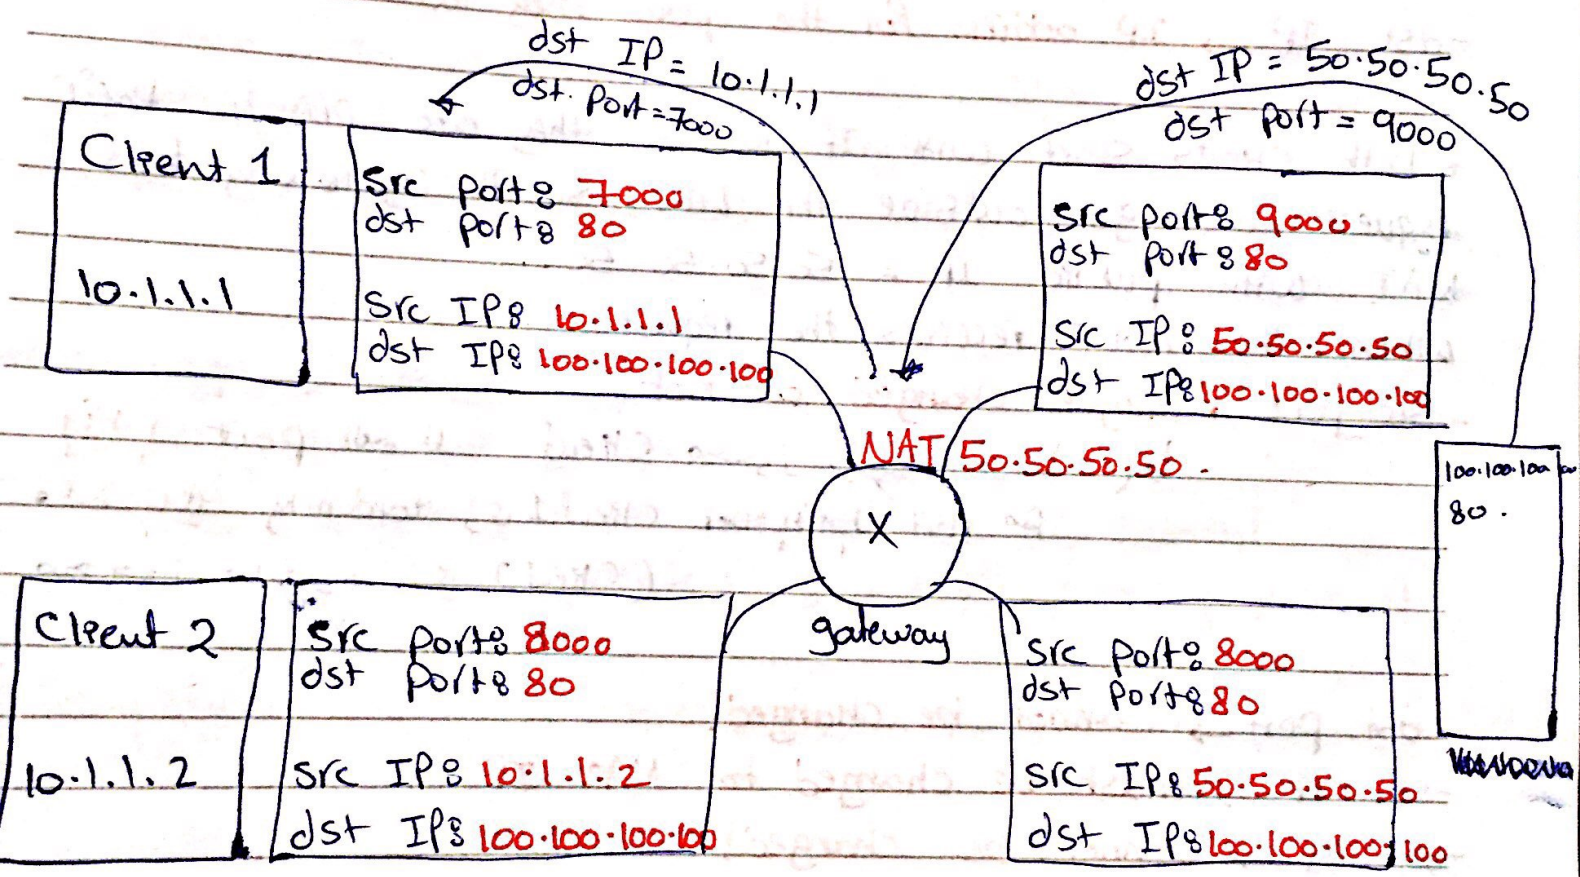 dst IP = 10.1.1.1
dst. Port = 7000
dst IP = 50.50.50.50
dst port = 9000
Client 1
10.1.1.1
Src port: 7000
dst port: 80
Src IP: 10.1.1.1
dst IP: 100.100.100.100
Src port: 9000
dst port: 80
Src IP: 50.50.50.50
dst IP: 100.100.100.100
NAT 50.50.50.50.
X
gateway
100.100.100
80.
Client 2
10.1.1.2
Src port: 8000
dst port: 80
Src IP: 10.1.1.2
dst IP: 100.100.100.100
Src port: 8000
dst port: 80
Src IP: 50.50.50.50
dst IP: 100.100.100.100